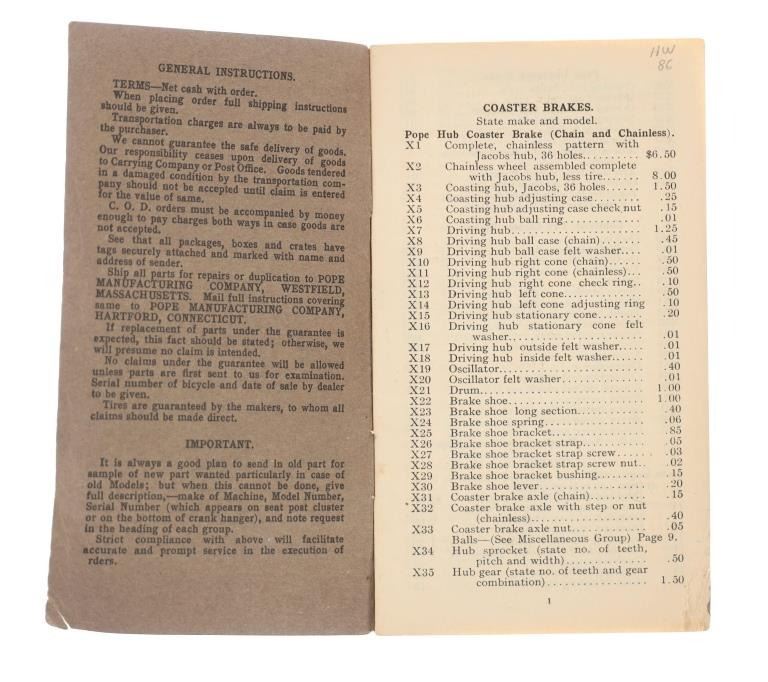 GENERAL INSTRUCTIONS.
TERMS—Net cash with order.
When placing order full shipping instructions
should be given.
Transportation charges are always to be paid by
the purchaser.
We cannot guarantee the safe delivery of goods.
Our responsibility ceases upon delivery of goods
to Carrying Company or Post Office. Goods tendered
in a damaged condition by the transportation com-
pany should not be accepted until claim is entered
for the value of same.
C. O. D. orders must be accompanied by money
enough to pay charges both ways in case goods are
not accepted.
See that all packages, boxes and crates have
tags securely attached and marked with name and
address of sender.
Ship all parts for repairs or duplication to POPE
MANUFACTURING COMPANY, WESTFIELD,
MASSACHUSETTS. Mail full instructions covering
same to POPE MANUFACTURING COMPANY,
HARTFORD, CONNECTICUT.
If replacement of parts under the guarantee is
expected, this fact should be stated; otherwise, we
will presume no claim is intended.
No claims under the guarantee will be allowed
unless parts are first sent to us for examination.
Serial number of bicycle and date of sale by dealer
to be given.
Tires are guaranteed by the makers, to whom all
claims should be made direct.
IMPORTANT.
It is always a good plan to send in old part for
sample of new part wanted particularly in case of
old Models; but when this cannot be done, give
full description,—make of Machine, Model Number,
Serial Number (which appears on seat post cluster
or on the bottom of crank hanger), and note request
in the heading of each group.
Strict compliance with above will facilitate
accurate and prompt service in the execution of
rders.
HW
86
COASTER BRAKES.
State make and model.
Pope Hub Coaster Brake (Chain and Chainless).
X1 Complete, chainless pattern with
Jacobs hub, 36 holes.......... $6.50
X2 Chainless wheel assembled complete
with Jacobs hub, less tire...... 8.00
X3 Coasting hub, Jacobs, 36 holes...... 1.50
X4 Coasting hub adjusting case........ .25
X5 Coasting hub adjusting case check nut .15
X6 Coasting hub ball ring............ .01
X7 Driving hub.................... 1.25
X8 Driving hub ball case (chain)....... .45
X9 Driving hub ball case felt washer.... .01
X10 Driving hub right cone (chain)...... .50
X11 Driving hub right cone (chainless)... .50
X12 Driving hub right cone check ring.. .10
X13 Driving hub left cone............. .50
X14 Driving hub left cone adjusting ring .10
X15 Driving hub stationary cone........ .20
X16 Driving hub stationary cone felt
washer.................... .01
X17 Driving hub outside felt washer..... .01
X18 Driving hub inside felt washer...... .01
X19 Oscillator...................... .40
X20 Oscillator felt washer............. .01
X21 Drum........................ 1.00
X22 Brake shoe.................... 1.00
X23 Brake shoe long section........... .40
X24 Brake shoe spring................ .06
X25 Brake shoe bracket............... .85
X26 Brake shoe bracket strap.......... .05
X27 Brake shoe bracket strap screw..... .03
X28 Brake shoe bracket strap screw nut.. .02
X29 Brake shoe bracket bushing........ .15
X30 Brake shoe lever................. .20
X31 Coaster brake axle (chain)......... .15
X32 Coaster brake axle with step or nut
(chainless).................. .40
X33 Coaster brake axle nut............ .05
Balls—(See Miscellaneous Group) Page 9.
X34 Hub sprocket (state no. of teeth,
pitch and width).............. .50
X35 Hub gear (state no. of teeth and gear
combination)................. 1.50
1